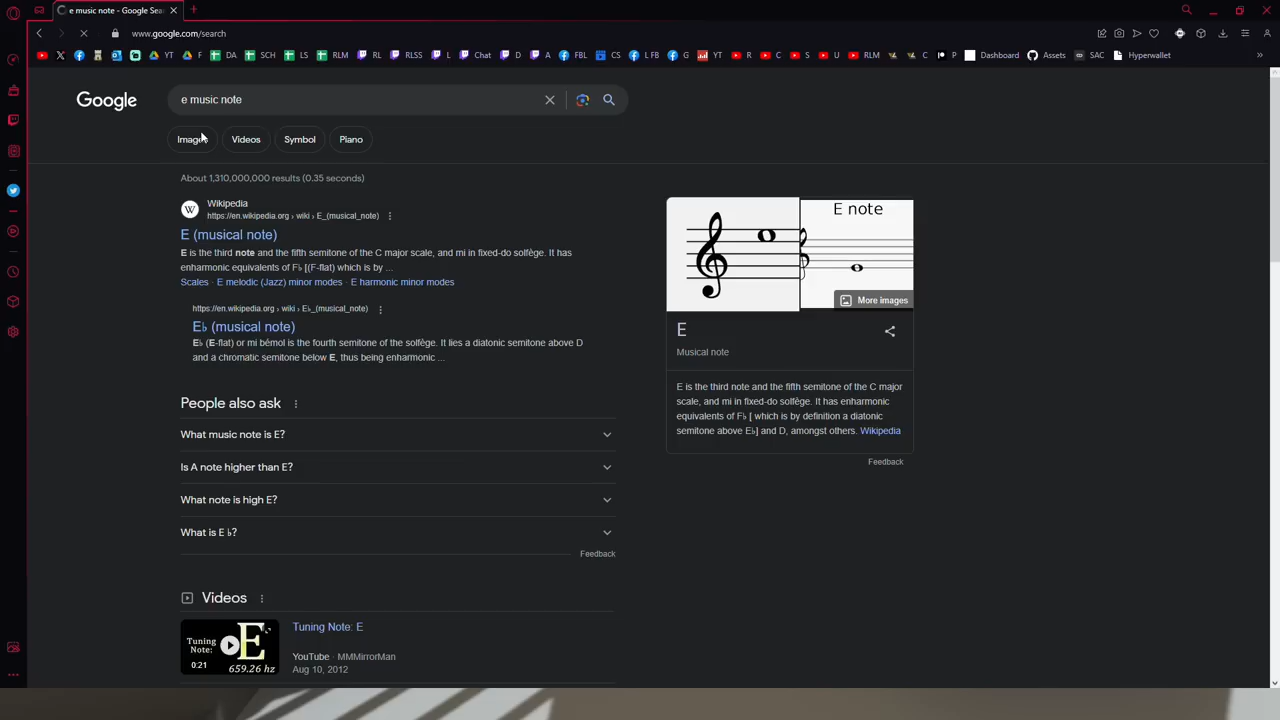 e music note - Google Sea
www.google.com/search
YT F DA SCH LS RLM RL RLSS L Chat D A FBL CS L FB G YT R C S U RLM C P Dashboard Assets SAC Hyperwallet
Google
e music note
Images Videos Symbol Piano
About 1,310,000,000 results (0.35 seconds)
W
Wikipedia
https://en.wikipedia.org › wiki › E_(musical_note)
E (musical note)
E is the third note and the fifth semitone of the C major scale, and mi in fixed-do solfège. It has
enharmonic equivalents of F♭ [(F-flat) which is by ...
Scales · E melodic (Jazz) minor modes · E harmonic minor modes
https://en.wikipedia.org › wiki › E♭_(musical_note)
E♭ (musical note)
E♭ (E-flat) or mi bémol is the fourth semitone of the solfège. It lies a diatonic semitone above D
and a chromatic semitone below E, thus being enharmonic ...
People also ask
What music note is E?
Is A note higher than E?
What note is high E?
What is E ♭?
Feedback
Videos
Tuning
Note:
E
0:21
659.26 hz
Tuning Note: E
YouTube · MMMirrorMan
Aug 10, 2012
E note
More images
E
Musical note
E is the third note and the fifth semitone of the C major
scale, and mi in fixed-do solfège. It has enharmonic
equivalents of F♭ [ which is by definition a diatonic
semitone above E♭] and D, amongst others. Wikipedia
Feedback